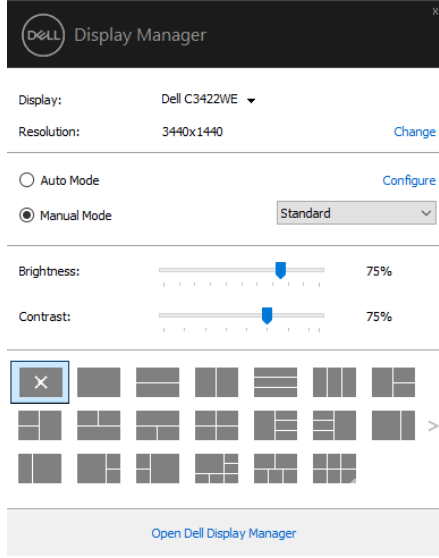 DELL Display Manager
Display: Dell C3422WE
Resolution: 3440x1440 Change
Auto Mode Configure
Manual Mode Standard
Brightness: 75%
Contrast: 75%
Open Dell Display Manager